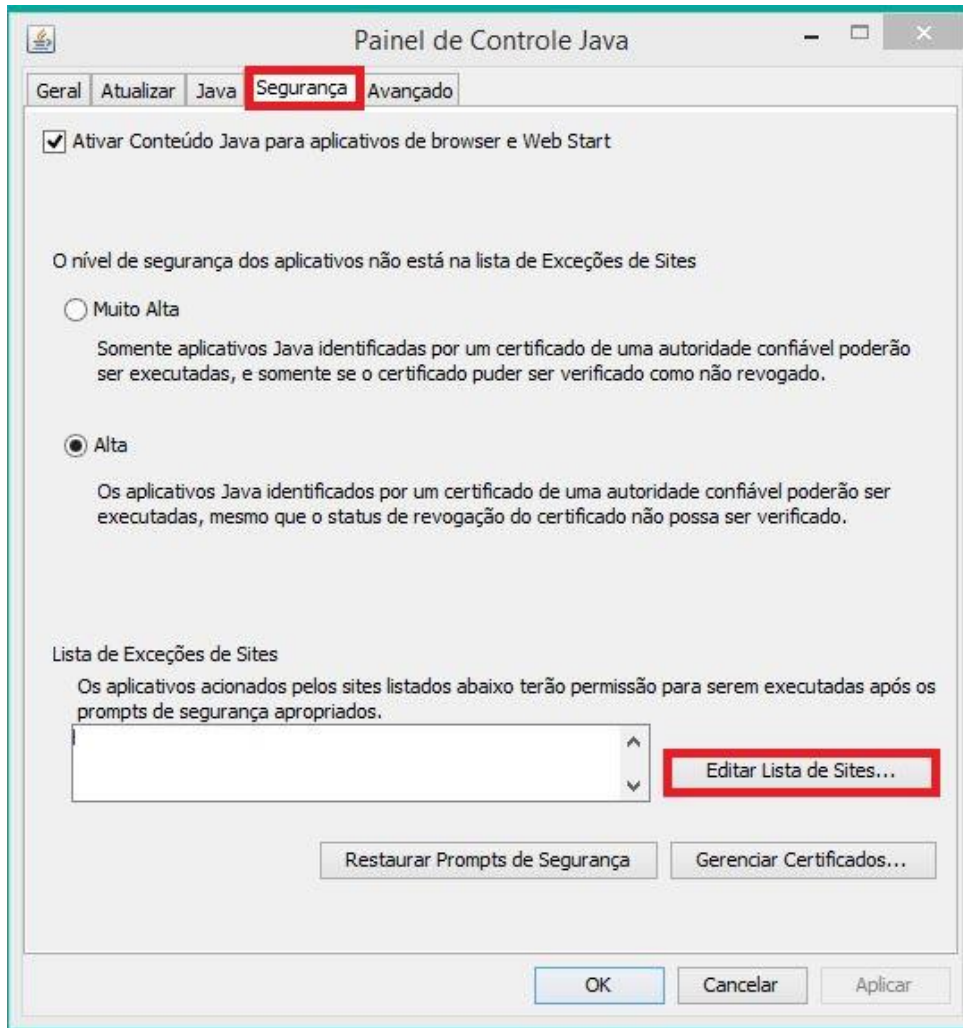 Painel de Controle Java
Geral Atualizar Java Segurança Avançado
Ativar Conteúdo Java para aplicativos de browser e Web Start
O nível de segurança dos aplicativos não está na lista de Exceções de Sites
Muito Alta
Somente aplicativos Java identificadas por um certificado de uma autoridade confiável poderão
ser executadas, e somente se o certificado puder ser verificado como não revogado.
Alta
Os aplicativos Java identificados por um certificado de uma autoridade confiável poderão ser
executadas, mesmo que o status de revogação do certificado não possa ser verificado.
Lista de Exceções de Sites
Os aplicativos acionados pelos sites listados abaixo terão permissão para serem executadas após os
prompts de segurança apropriados.
Editar Lista de Sites...
Restaurar Prompts de Segurança Gerenciar Certificados...
OK Cancelar Aplicar